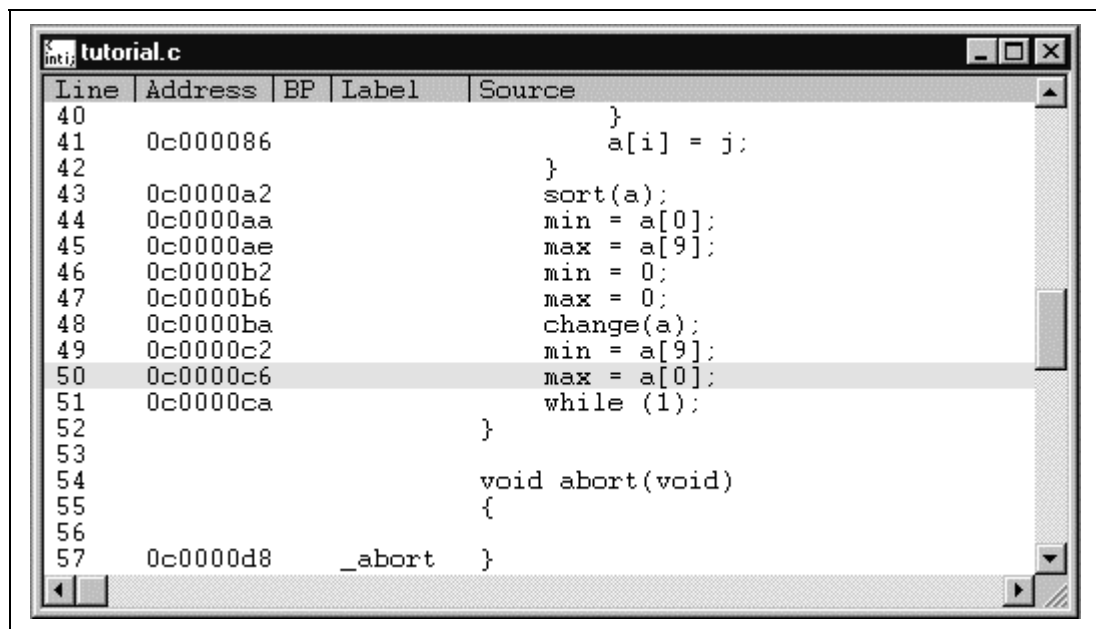 tutorial.c
Line Address BP Label Source
40 }
41 0c000086 a[i] = j;
42 }
43 0c0000a2 sort(a);
44 0c0000aa min = a[0];
45 0c0000ae max = a[9];
46 0c0000b2 min = 0;
47 0c0000b6 max = 0;
48 0c0000ba change(a);
49 0c0000c2 min = a[9];
50 0c0000c6 max = a[0];
51 0c0000ca while (1);
52 }
53
54 void abort(void)
55 {
56
57 0c0000d8 _abort }